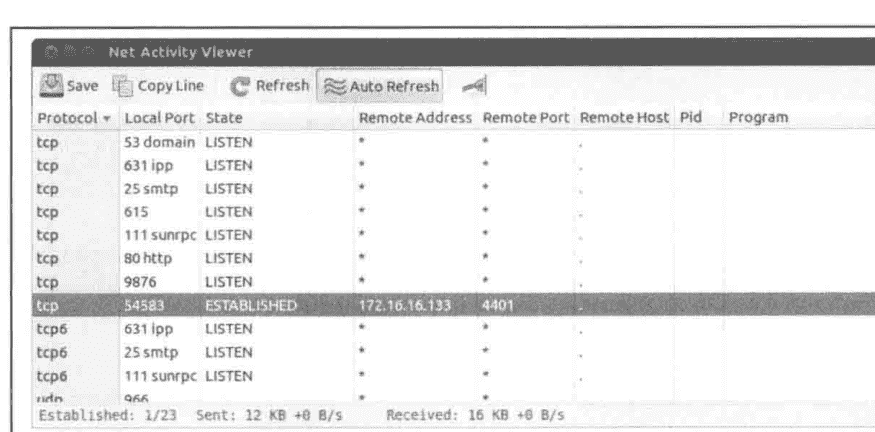 Net Activity Viewer
Save Copy Line Refresh Auto Refresh
Protocol Local Port State Remote Address Remote Port Remote Host Pid Program
tcp 53 domain LISTEN * * .
tcp 631 ipp LISTEN * * .
tcp 25 smtp LISTEN * * .
tcp 615 LISTEN * * .
tcp 111 sunrpc LISTEN * * .
tcp 80 http LISTEN * * .
tcp 9876 LISTEN * * .
tcp 54583 ESTABLISHED 172.16.16.133 4401 .
tcp6 631 ipp LISTEN * * .
tcp6 25 smtp LISTEN * * .
tcp6 111 sunrpc LISTEN * * .
udp 966
Established: 1/23 Sent: 12 KB +0 B/s Received: 16 KB +0 B/s